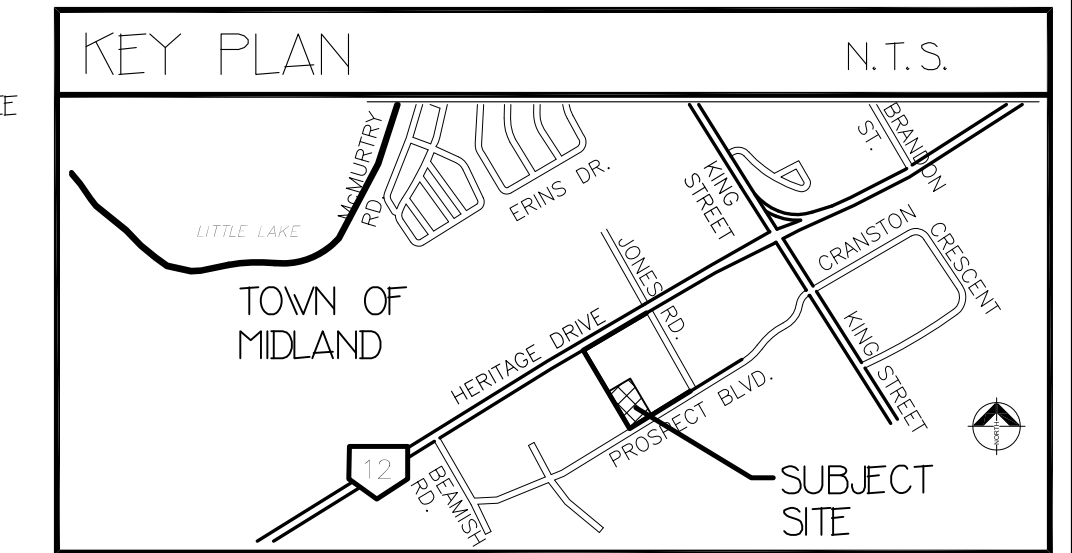 KEY PLAN
N.T.S.
McMURTRY
RD.
ERINS DR.
KING
STREET
BRANDON
ST.
LITTLE LAKE
CRANSTON
CRESCENT
TOWN OF
MIDLAND
JONES RD.
HERITAGE DRIVE
KING STREET
PROSPECT BLVD.
12
BEAMISH
RD.
NORTH
SUBJECT
SITE